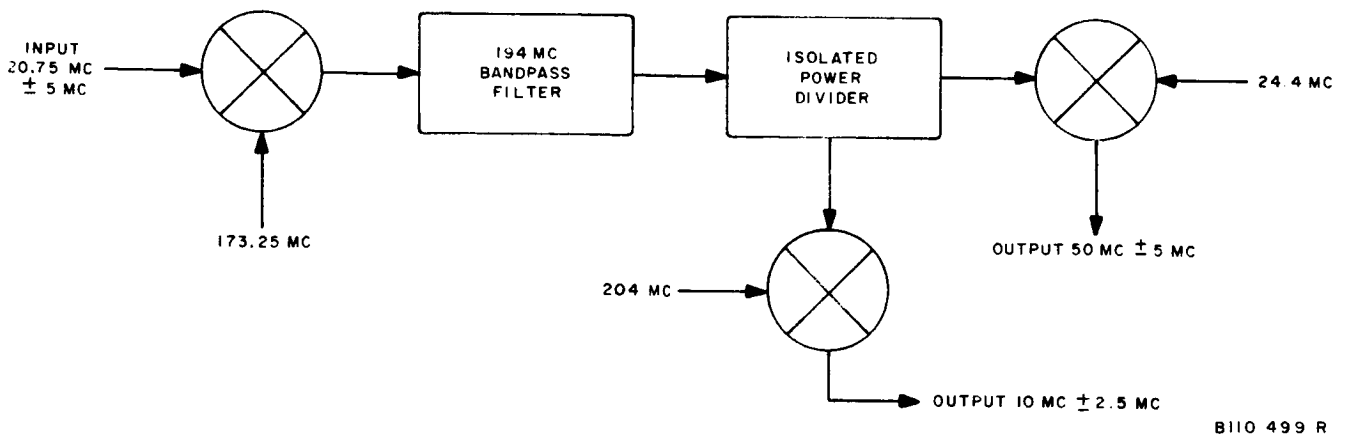 INPUT
20.75 MC
± 5 MC
173.25 MC
194 MC
BANDPASS
FILTER
ISOLATED
POWER
DIVIDER
24.4 MC
OUTPUT 50 MC ± 5 MC
204 MC
OUTPUT 10 MC ± 2.5 MC
B110 499 R